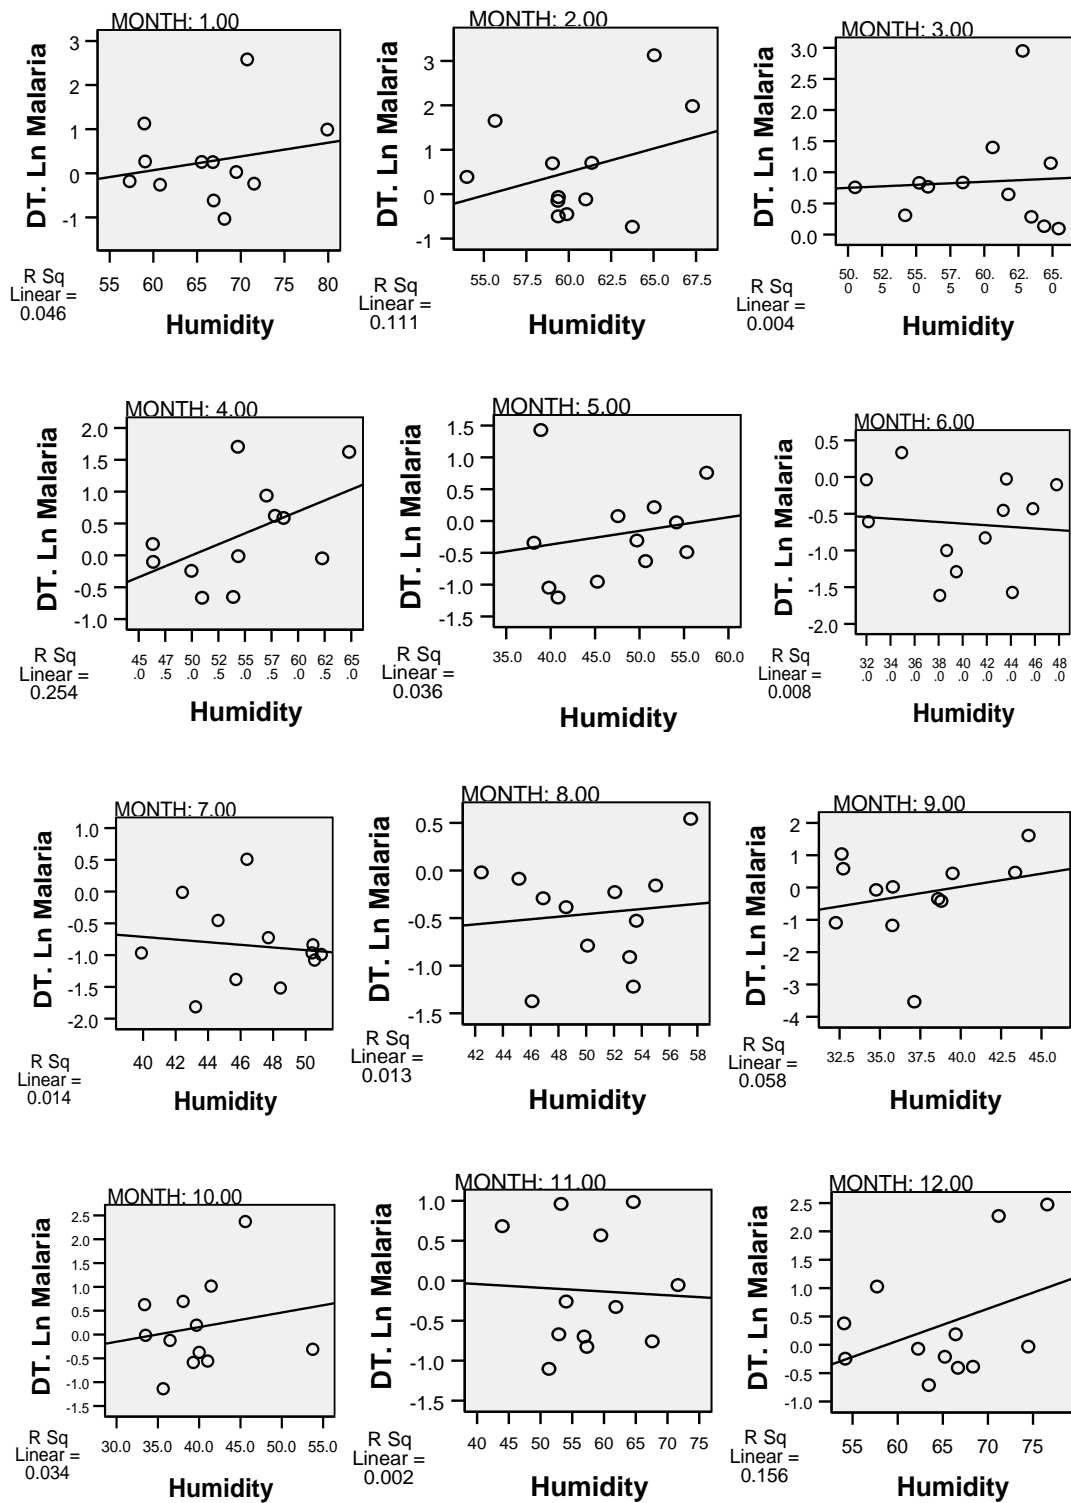 MONTH: 1.00
DT. Ln Malaria
3
2
1
0
-1
55 60 65 70 75 80
R Sq
Linear =
0.046
Humidity
MONTH: 2.00
DT. Ln Malaria
3
2
1
0
-1
55.0 57.5 60.0 62.5 65.0 67.5
R Sq
Linear =
0.111
Humidity
MONTH: 3.00
DT. Ln Malaria
3.0
2.5
2.0
1.5
1.0
0.5
0.0
50. 52. 55. 57. 60. 62. 65.
0 5 0 5 0 5 0
R Sq
Linear =
0.004
Humidity
MONTH: 4.00
DT. Ln Malaria
2.0
1.5
1.0
0.5
0.0
-0.5
-1.0
45 47 50 52 55 57 60 62 65
.0 .5 .0 .5 .0 .5 .0 .5 .0
R Sq
Linear =
0.254
Humidity
MONTH: 5.00
DT. Ln Malaria
1.5
1.0
0.5
0.0
-0.5
-1.0
-1.5
35.0 40.0 45.0 50.0 55.0 60.0
R Sq
Linear =
0.036
Humidity
MONTH: 6.00
DT. Ln Malaria
0.5
0.0
-0.5
-1.0
-1.5
-2.0
32 34 36 38 40 42 44 46 48
.0 .0 .0 .0 .0 .0 .0 .0 .0
R Sq
Linear =
0.008
Humidity
MONTH: 7.00
DT. Ln Malaria
1.0
0.5
0.0
-0.5
-1.0
-1.5
-2.0
40 42 44 46 48 50
R Sq
Linear =
0.014
Humidity
MONTH: 8.00
DT. Ln Malaria
0.5
0.0
-0.5
-1.0
-1.5
42 44 46 48 50 52 54 56 58
R Sq
Linear =
0.013
Humidity
MONTH: 9.00
DT. Ln Malaria
2
1
0
-1
-2
-3
-4
32.5 35.0 37.5 40.0 42.5 45.0
R Sq
Linear =
0.058
Humidity
MONTH: 10.00
DT. Ln Malaria
2.5
2.0
1.5
1.0
0.5
0.0
-0.5
-1.0
-1.5
30.0 35.0 40.0 45.0 50.0 55.0
R Sq
Linear =
0.034
Humidity
MONTH: 11.00
DT. Ln Malaria
1.0
0.5
0.0
-0.5
-1.0
-1.5
40 45 50 55 60 65 70 75
R Sq
Linear =
0.002
Humidity
MONTH: 12.00
DT. Ln Malaria
2.5
2.0
1.5
1.0
0.5
0.0
-0.5
-1.0
55 60 65 70 75
R Sq
Linear =
0.156
Humidity